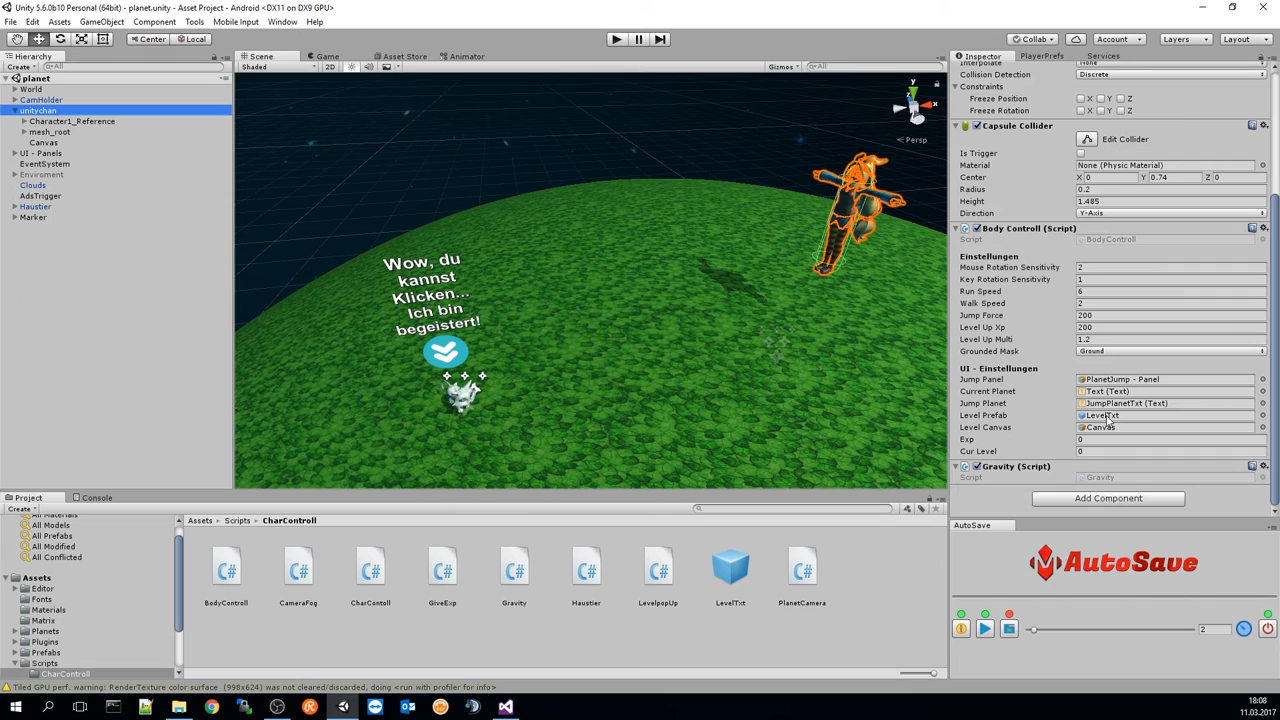 Unity 5.6.0b10 Personal (64bit) - planet.unity - Asset Project - Android <DX11 on DX9 GPU>
File Edit Assets GameObject Component Tools Mobile Input Window Help
Center Local Collab Account Layers Layout
Hierarchy
Create All
planet
World
CamHolder
unitychan
Character1_Reference
mesh_root
Canvas
UI - Panels
EventSystem
Enviroment
Clouds
AdsTrigger
Haustier
Marker
Scene Game Asset Store Animator
Shaded 2D Gizmos All
y
x
z
Persp
Wow, du
kannst
Klicken...
Ich bin
begeistert!
Inspector PlayerPrefs Services
Interpolate None
Collision Detection Discrete
Constraints
Freeze Position X Y Z
Freeze Rotation X Y Z
Capsule Collider
Edit Collider
Is Trigger
Material None (Physic Material)
Center X 0 Y 0.74 Z 0
Radius 0.2
Height 1.485
Direction Y-Axis
Body Controll (Script)
Script BodyControll
Einstellungen
Mouse Rotation Sensitivity 2
Key Rotation Sensitivity 1
Run Speed 6
Walk Speed 2
Jump Force 200
Level Up Xp 200
Level Up Multi 1.2
Grounded Mask Ground
UI - Einstellungen
Jump Panel PlanetJump - Panel
Current Planet Text (Text)
Jump Planet JumpPlanetTxt (Text)
Level Prefab LevelTxt
Level Canvas Canvas
Exp 0
Cur Level 0
Gravity (Script)
Script Gravity
Add Component
AutoSave
AutoSave
2
Project Console
Create
All Materials
All Models
All Prefabs
All Modified
All Conflicted
Assets
Editor
Fonts
Materials
Matrix
Planets
Plugins
Prefabs
Scripts
CharControll
Assets Scripts CharControll
C# C# C# C# C# C# C# C#
BodyControll CameraFog CharContoll GiveExp Gravity Haustier LevelpopUp LevelTxt PlanetCamera
Tiled GPU perf. warning: RenderTexture color surface (998x624) was not cleared/discarded, doing <run with profiler for info>
18:08
11.03.2017